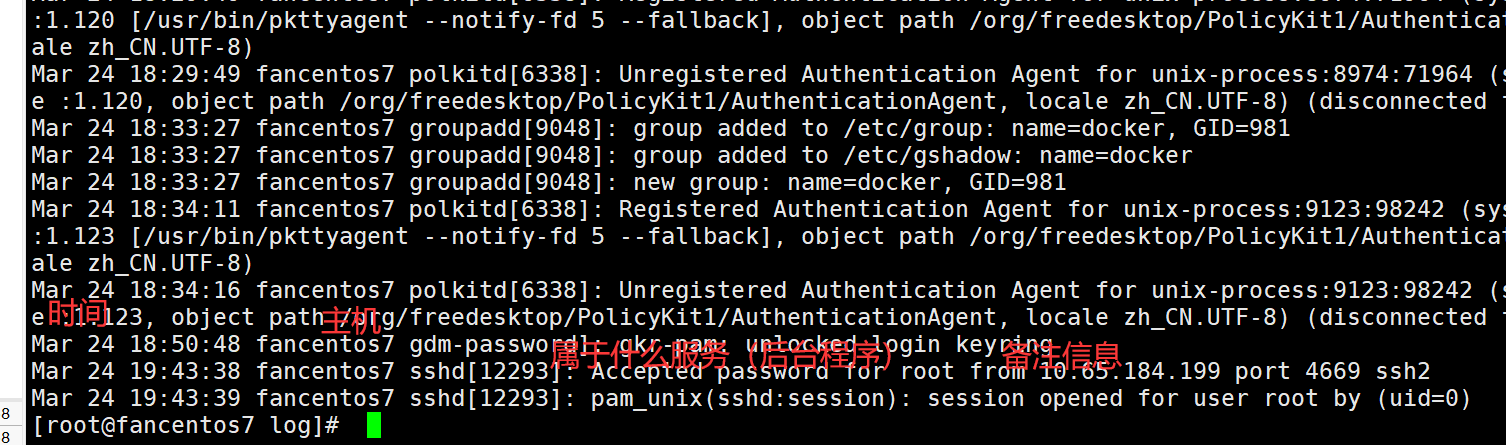 :1.120 [/usr/bin/pkttyagent --notify-fd 5 --fallback], object path /org/freedesktop/PolicyKit1/Authenticat
ale zh_CN.UTF-8)
Mar 24 18:29:49 fancentos7 polkitd[6338]: Unregistered Authentication Agent for unix-process:8974:71964 (s
e :1.120, object path /org/freedesktop/PolicyKit1/AuthenticationAgent, locale zh_CN.UTF-8) (disconnected f
Mar 24 18:33:27 fancentos7 groupadd[9048]: group added to /etc/group: name=docker, GID=981
Mar 24 18:33:27 fancentos7 groupadd[9048]: group added to /etc/gshadow: name=docker
Mar 24 18:33:27 fancentos7 groupadd[9048]: new group: name=docker, GID=981
Mar 24 18:34:11 fancentos7 polkitd[6338]: Registered Authentication Agent for unix-process:9123:98242 (sys
:1.123 [/usr/bin/pkttyagent --notify-fd 5 --fallback], object path /org/freedesktop/PolicyKit1/Authenticat
ale zh_CN.UTF-8)
Mar 24 18:34:16 fancentos7 polkitd[6338]: Unregistered Authentication Agent for unix-process:9123:98242 (s
e :1.123, object path /org/freedesktop/PolicyKit1/AuthenticationAgent, locale zh_CN.UTF-8) (disconnected f
时间
主机
Mar 24 18:50:48 fancentos7 gdm-password]: gkr-pam: unlocked login keyring
属于什么服务（后台程序）
备注信息
Mar 24 19:43:38 fancentos7 sshd[12293]: Accepted password for root from 10.65.184.199 port 4669 ssh2
Mar 24 19:43:39 fancentos7 sshd[12293]: pam_unix(sshd:session): session opened for user root by (uid=0)
[root@fancentos7 log]#
8
8